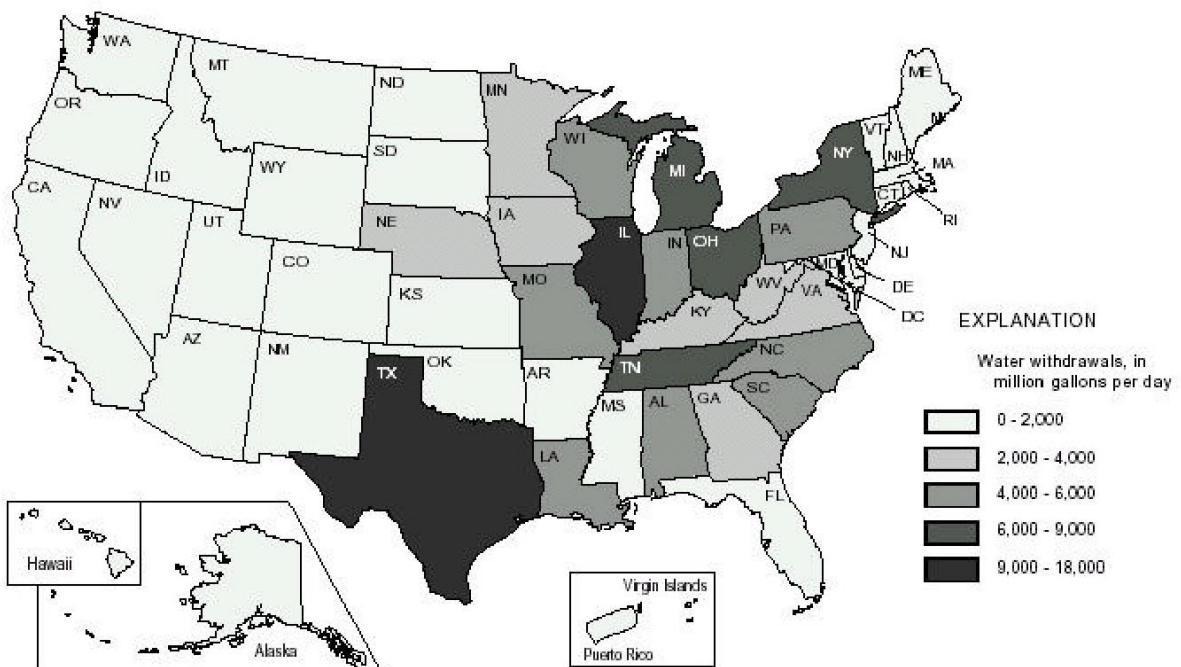 WA
MT
ND
MN
ME
OR
ID
WY
SD
WI
MI
NY
VT
NH
MA
CT
RI
CA
NV
UT
NE
IA
IL
IN
OH
PA
NJ
CO
KS
MO
KY
WV
VA
MD
DE
DC
AZ
NM
OK
TX
AR
TN
NC
SC
MS
AL
GA
LA
FL
EXPLANATION
Water withdrawals, in
million gallons per day
0 - 2,000
2,000 - 4,000
4,000 - 6,000
6,000 - 9,000
9,000 - 18,000
Hawaii
Alaska
Virgin Islands
Puerto Rico